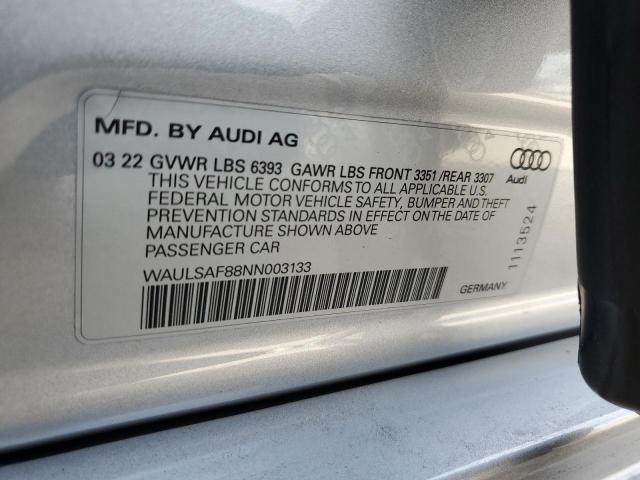 MFD. BY AUDI AG
03 22 GVWR LBS 6393 GAWR LBS FRONT 3351 /REAR 3307
THIS VEHICLE CONFORMS TO ALL APPLICABLE U.S.
FEDERAL MOTOR VEHICLE SAFETY, BUMPER AND THEFT
PREVENTION STANDARDS IN EFFECT ON THE DATE OF
MANUFACTURE SHOWN ABOVE
PASSENGER CAR
WAULSAF88NN003133
GERMANY
Audi
1113524